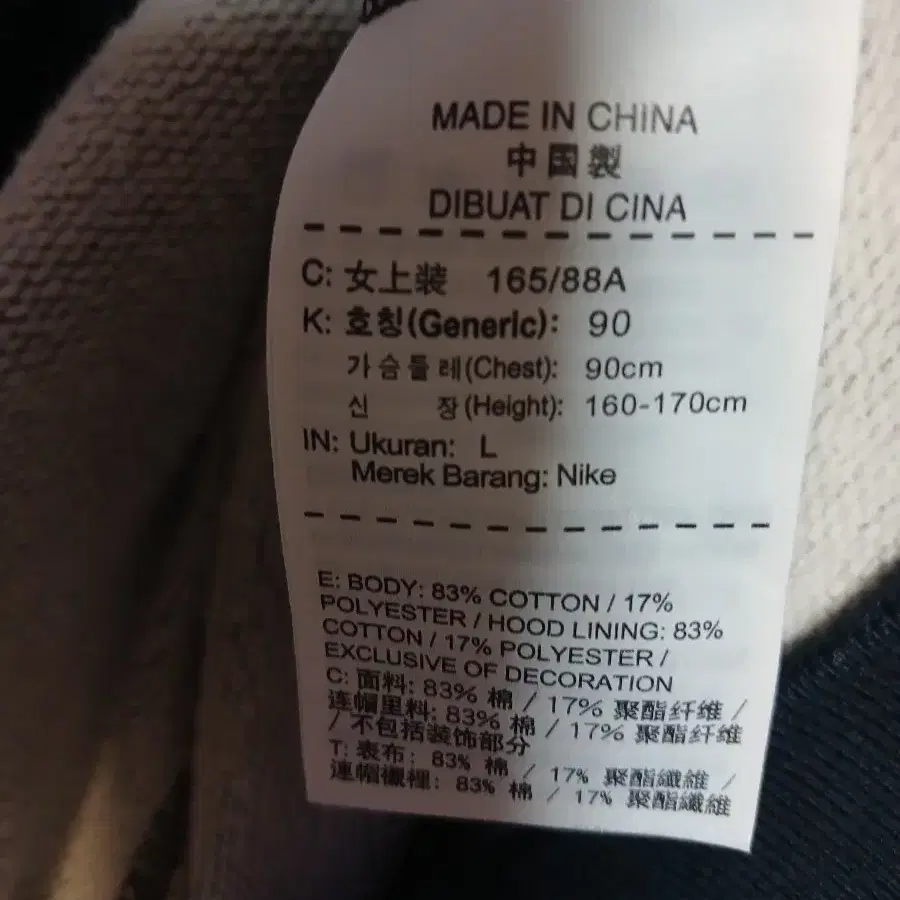 MADE IN CHINA
中国製
DIBUAT DI CINA
C: 女上装 165/88A
K: 호칭(Generic): 90
가슴둘레(Chest): 90cm
신 장(Height): 160-170cm
IN: Ukuran: L
Merek Barang: Nike
E: BODY: 83% COTTON / 17%
POLYESTER / HOOD LINING: 83%
COTTON / 17% POLYESTER /
EXCLUSIVE OF DECORATION
C: 面料: 83% 棉 / 17% 聚酯纤维 /
连帽里料: 83% 棉 / 17% 聚酯纤维
/ 不包括装饰部分
T: 表布: 83% 棉 / 17% 聚酯纖維 /
連帽襯裡: 83% 棉 / 17% 聚酯纖維